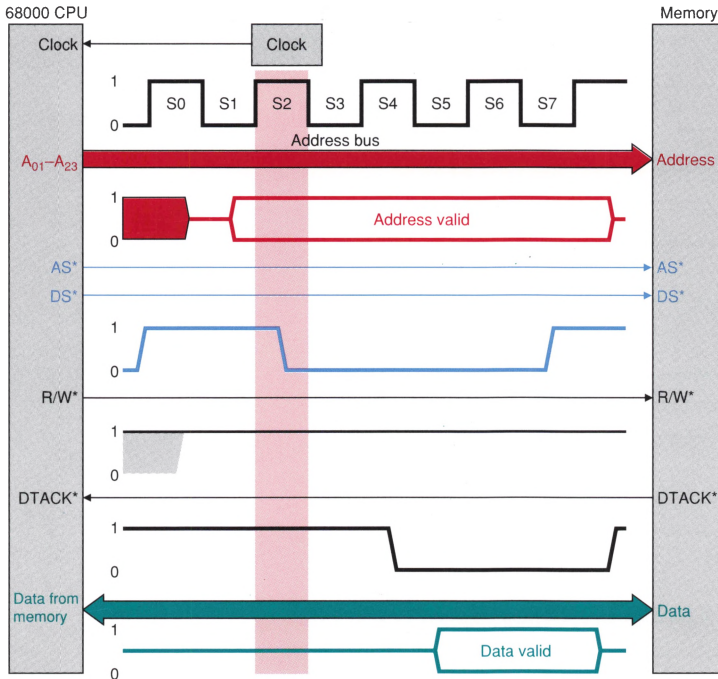 68000 CPU Memory
Clock Clock
1
S0 S1 S2 S3 S4 S5 S6 S7
0
Address bus
A01–A23 Address
1
Address valid
0
AS* AS*
DS* DS*
1
0
R/W* R/W*
1
0
DTACK* DTACK*
1
0
Data from
memory Data
1
Data valid
0